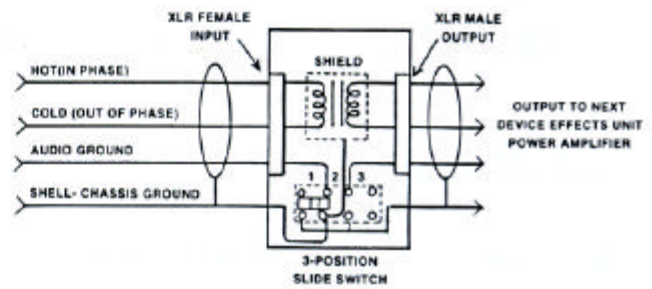 XLR FEMALE
INPUT
XLR MALE
OUTPUT
SHIELD
HOT(IN PHASE)
COLD (OUT OF PHASE)
AUDIO GROUND
SHELL- CHASSIS GROUND
OUTPUT TO NEXT
DEVICE EFFECTS UNIT
POWER AMPLIFIER
1 2 3
3-POSITION
SLIDE SWITCH